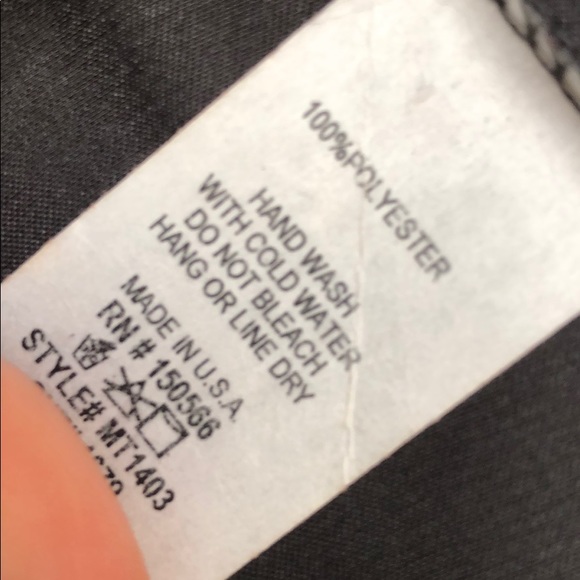 100%POLYESTER
HAND WASH
WITH COLD WATER
DO NOT BLEACH
HANG OR LINE DRY
MADE IN U.S.A.
RN # 150566
STYLE# MT1403